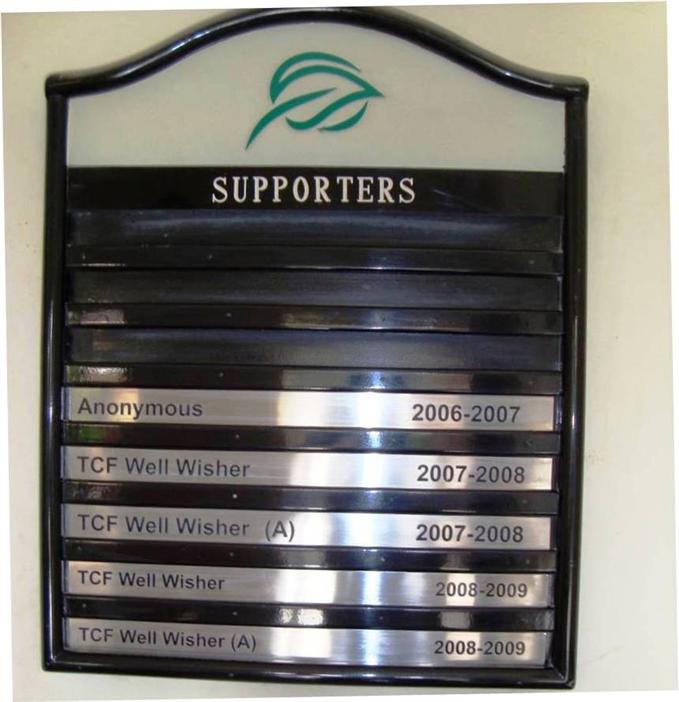 SUPPORTERS
Anonymous 2006-2007
TCF Well Wisher 2007-2008
TCF Well Wisher (A) 2007-2008
TCF Well Wisher 2008-2009
TCF Well Wisher (A) 2008-2009